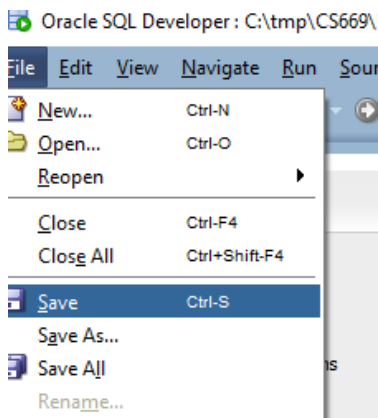 Oracle SQL Developer : C:\tmp\CS669\
File Edit View Navigate Run Sour
New... Ctrl-N
Open... Ctrl-O
Reopen
Close Ctrl-F4
Close All Ctrl+Shift-F4
Save Ctrl-S
Save As...
Save All
ns
Rename...